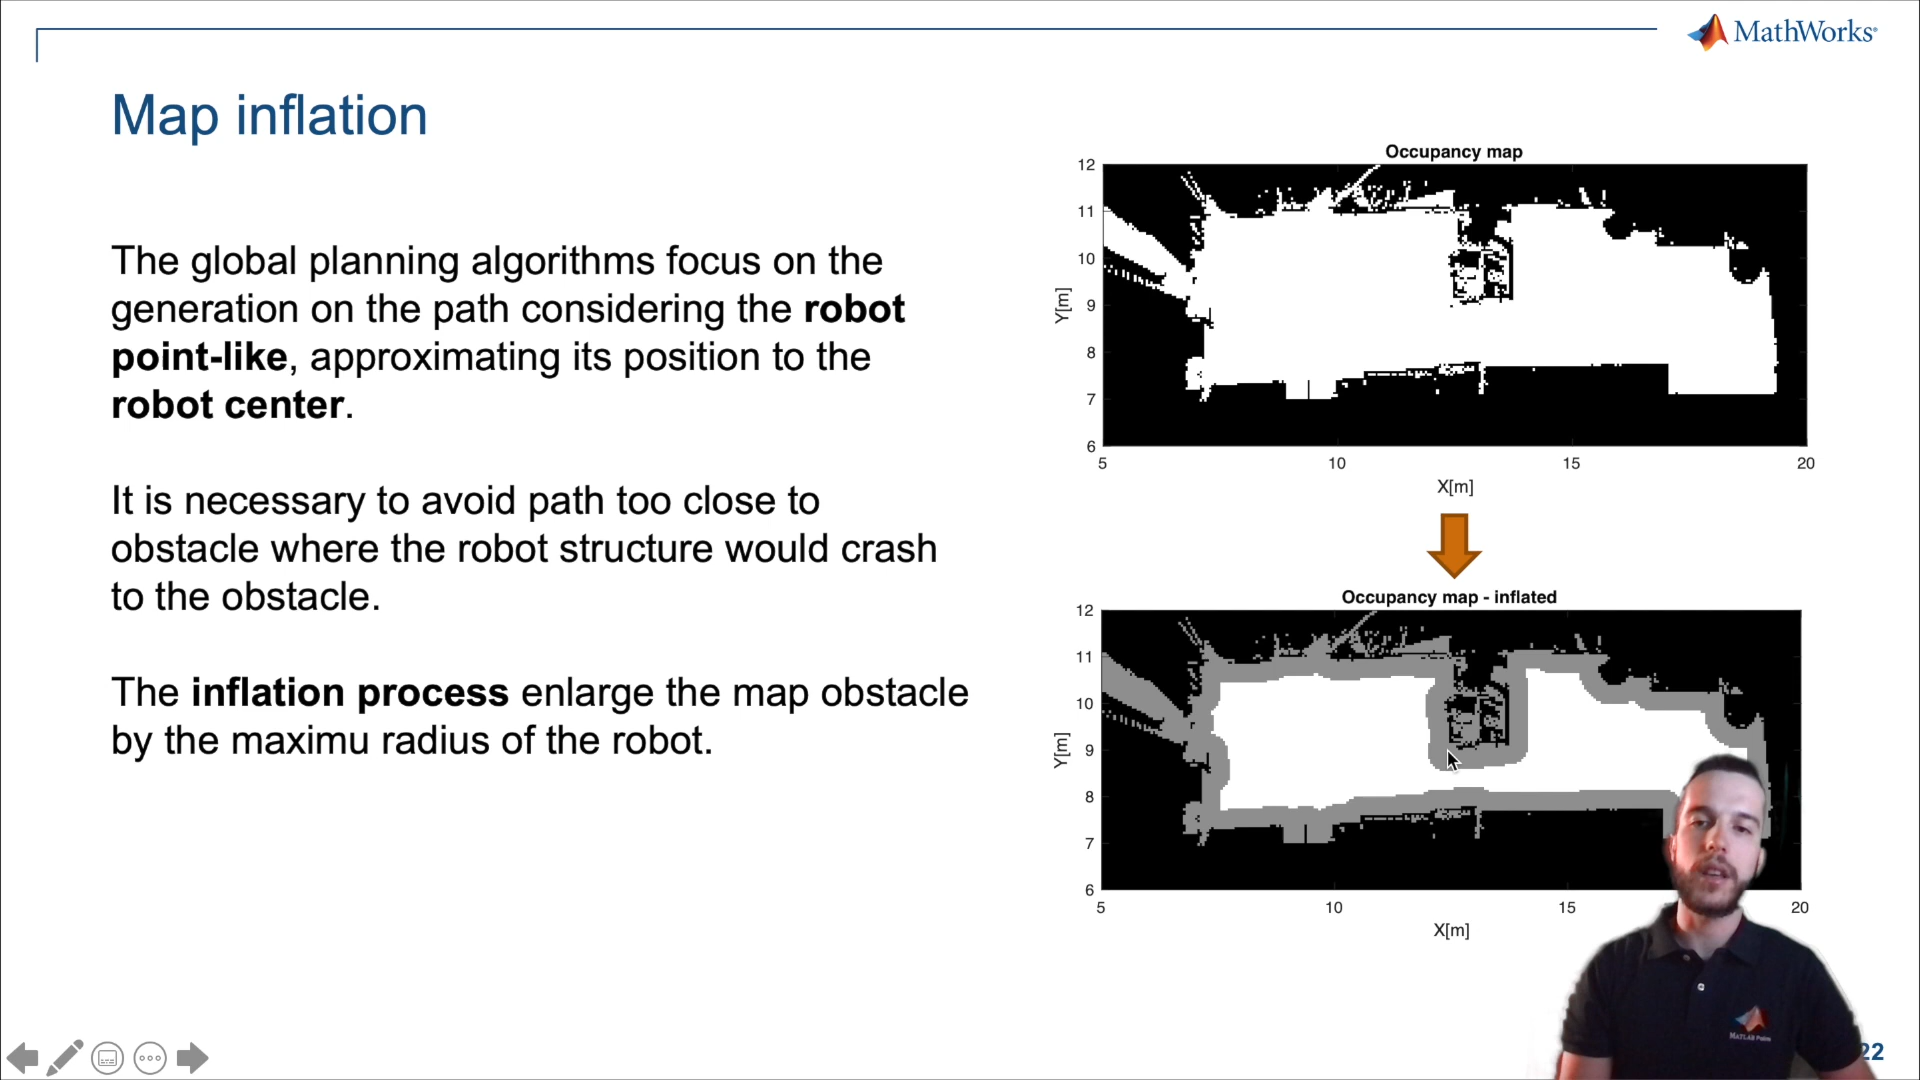 MathWorks
Map inflation
The global planning algorithms focus on the
generation on the path considering the robot
point-like, approximating its position to the
robot center.
It is necessary to avoid path too close to
obstacle where the robot structure would crash
to the obstacle.
The inflation process enlarge the map obstacle
by the maximu radius of the robot.
Occupancy map
12
11
10
9
8
7
6
Y[m]
5 10 15 20
X[m]
Occupancy map - inflated
12
11
10
9
8
7
6
Y[m]
5 10 15 20
X[m]
MATLAB
22